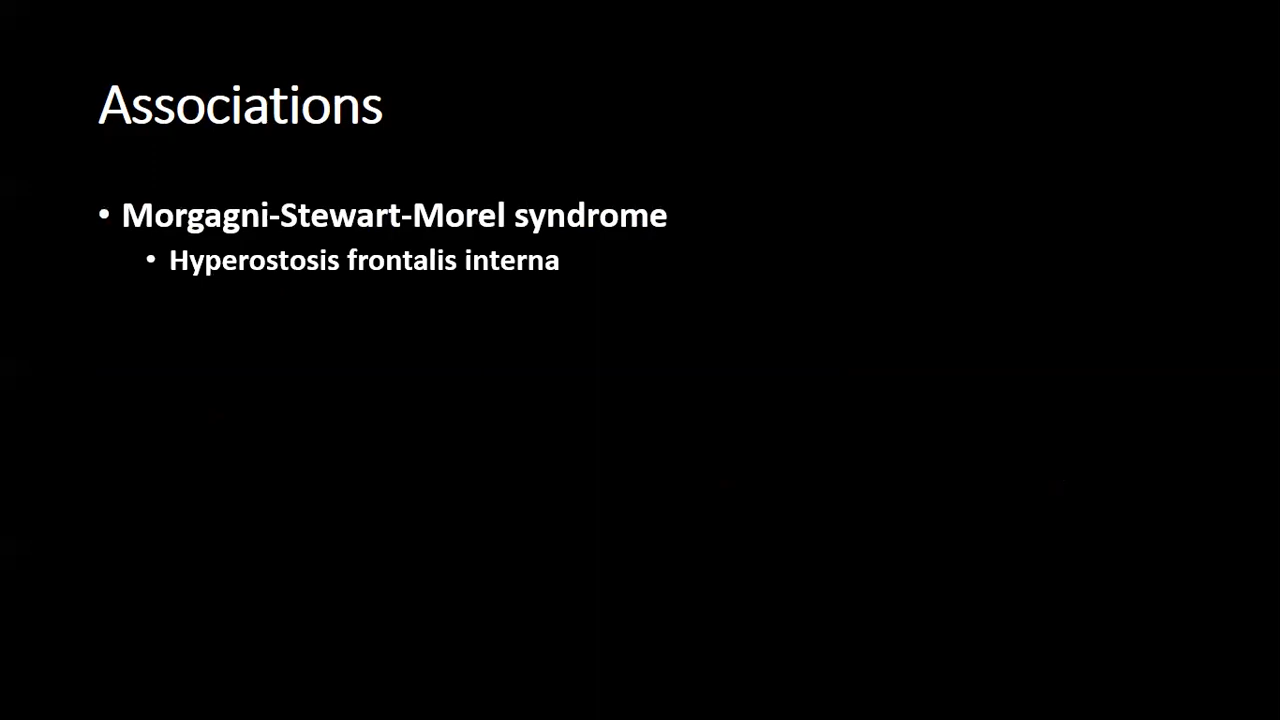 Associations
• Morgagni-Stewart-Morel syndrome
• Hyperostosis frontalis interna